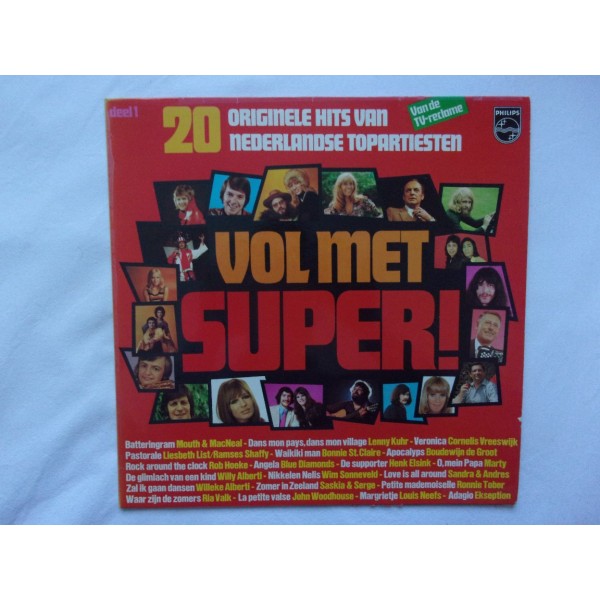 deel 1
20 ORIGINELE HITS VAN
NEDERLANDSE TOPARTIESTEN
Van de
TV-reclame
PHILIPS
VOL MET
SUPER!
Batteringram Mouth & MacNeal - Dans mon pays, dans mon village Lenny Kuhr - Veronica Cornelis Vreeswijk
Pastorale Liesbeth List/Ramses Shaffy - Waikiki man Bonnie St. Claire - Apocalyps Boudewijn de Groot
Rock around the clock Rob Hoeke - Angela Blue Diamonds - De supporter Henk Elsink - O, mein Papa Marty
De glimlach van een kind Willy Alberti - Nikkelen Nelis Wim Sonneveld - Love is all around Sandra & Andres
Zal ik gaan dansen Willeke Alberti - Zomer in Zeeland Saskia & Serge - Petite mademoiselle Ronnie Tober
Waar zijn de zomers Ria Valk - La petite valse John Woodhouse - Margrietje Louis Neefs - Adagio Ekseption